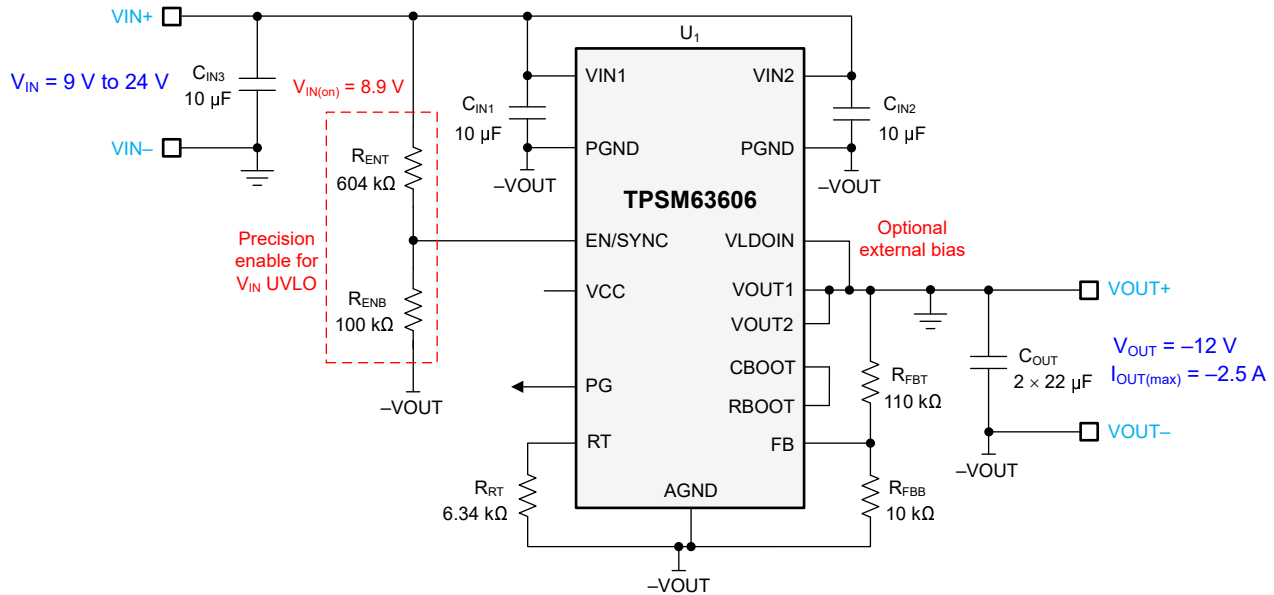 VIN+
U1
VIN = 9 V to 24 V
CIN3
10 µF
VIN(on) = 8.9 V
VIN1
VIN2
CIN1
10 µF
CIN2
10 µF
VIN–
PGND
PGND
–VOUT
–VOUT
RENT
604 kΩ
TPSM63606
Precision
enable for
VIN UVLO
EN/SYNC
VLDOIN
Optional
external bias
RENB
100 kΩ
VCC
VOUT1
VOUT2
VOUT+
VOUT = –12 V
IOUT(max) = –2.5 A
COUT
2 × 22 µF
CBOOT
RBOOT
RFBT
110 kΩ
–VOUT
PG
RT
FB
VOUT–
–VOUT
RRT
6.34 kΩ
AGND
RFBB
10 kΩ
–VOUT